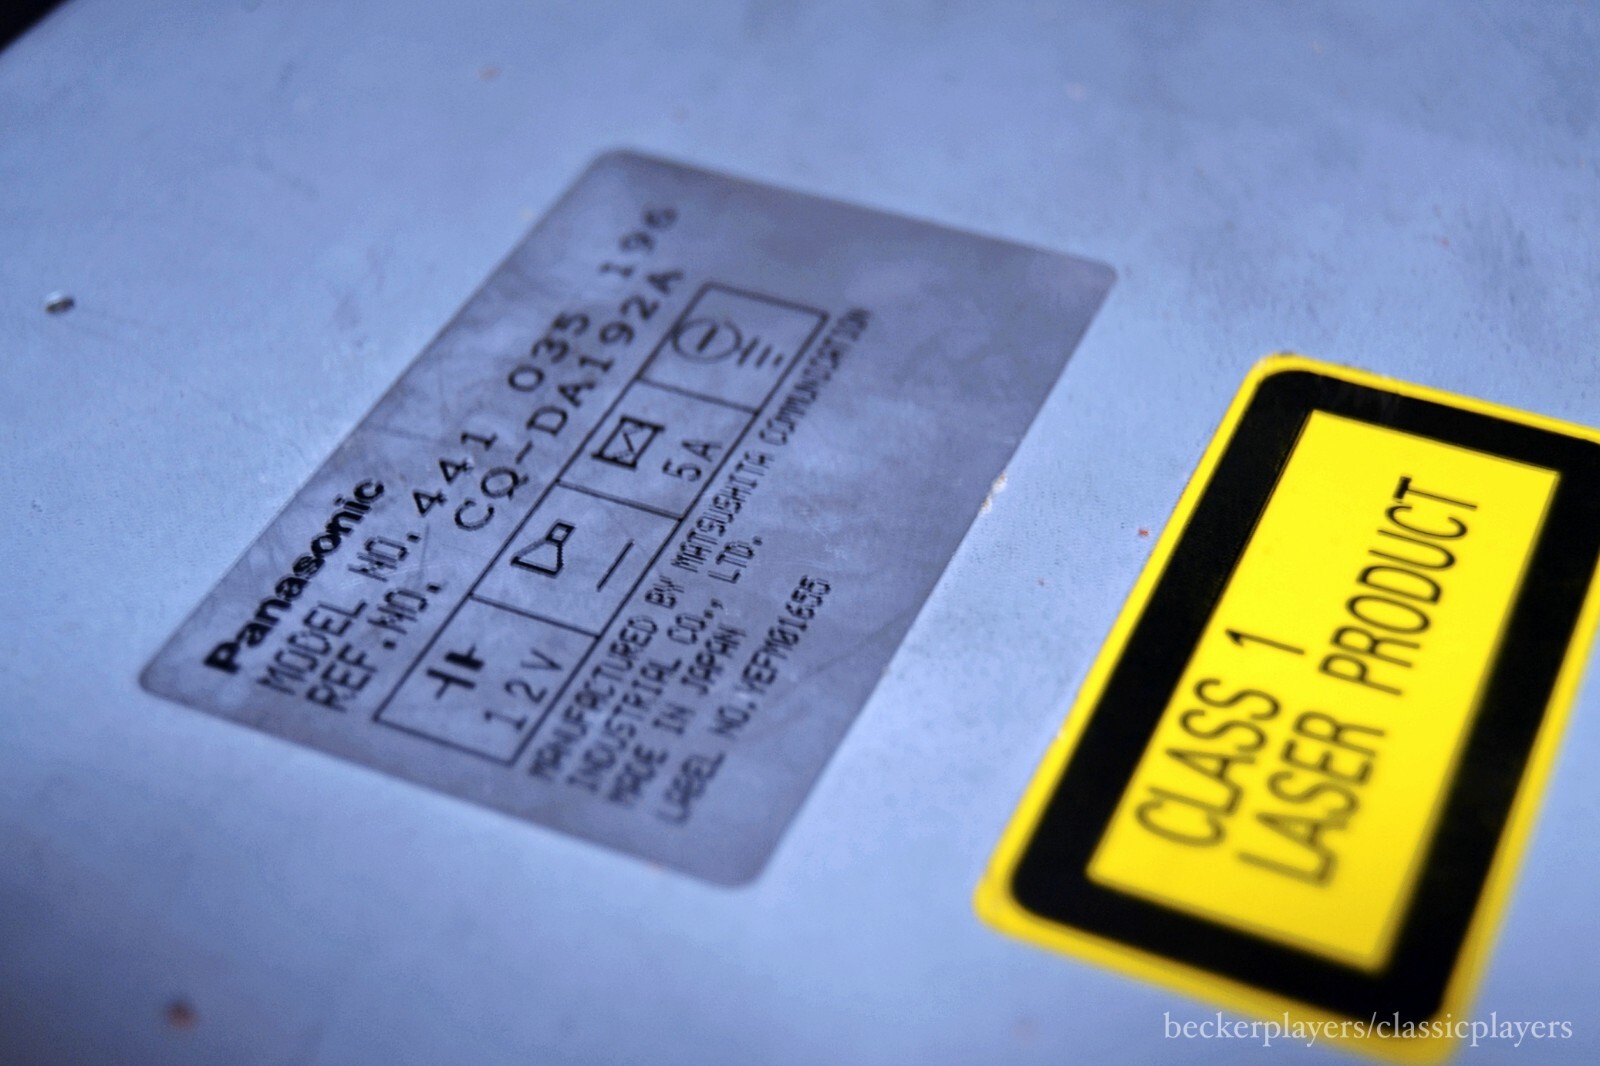 Panasonic
MODEL NO. 441 035 196
REF.NO. CQ-DA192A
12V
5A
MANUFACTURED BY MATSUSHITA COMMUNICATION
INDUSTRIAL CO., LTD.
MADE IN JAPAN
LABEL NO.YEFM01655
CLASS 1
LASER PRODUCT
beckerplayers/classicplayers